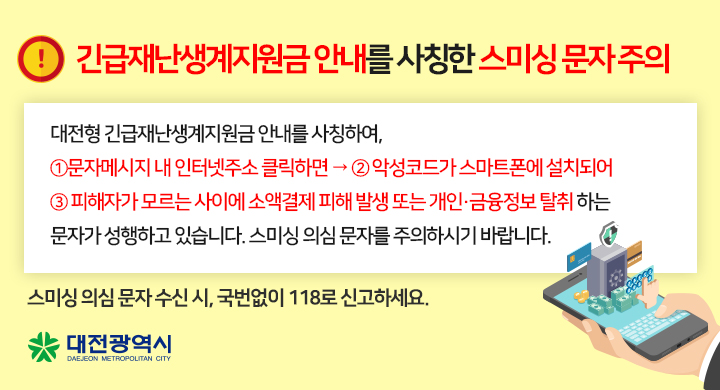 ! 긴급재난생계지원금 안내를 사칭한 스미싱 문자 주의
대전형 긴급재난생계지원금 안내를 사칭하여,
①문자메시지 내 인터넷주소 클릭하면 → ② 악성코드가 스마트폰에 설치되어
③ 피해자가 모르는 사이에 소액결제 피해 발생 또는 개인·금융정보 탈취 하는
문자가 성행하고 있습니다. 스미싱 의심 문자를 주의하시기 바랍니다.
스미싱 의심 문자 수신 시, 국번없이 118로 신고하세요.
대전광역시
DAEJEON METROPOLITAN CITY